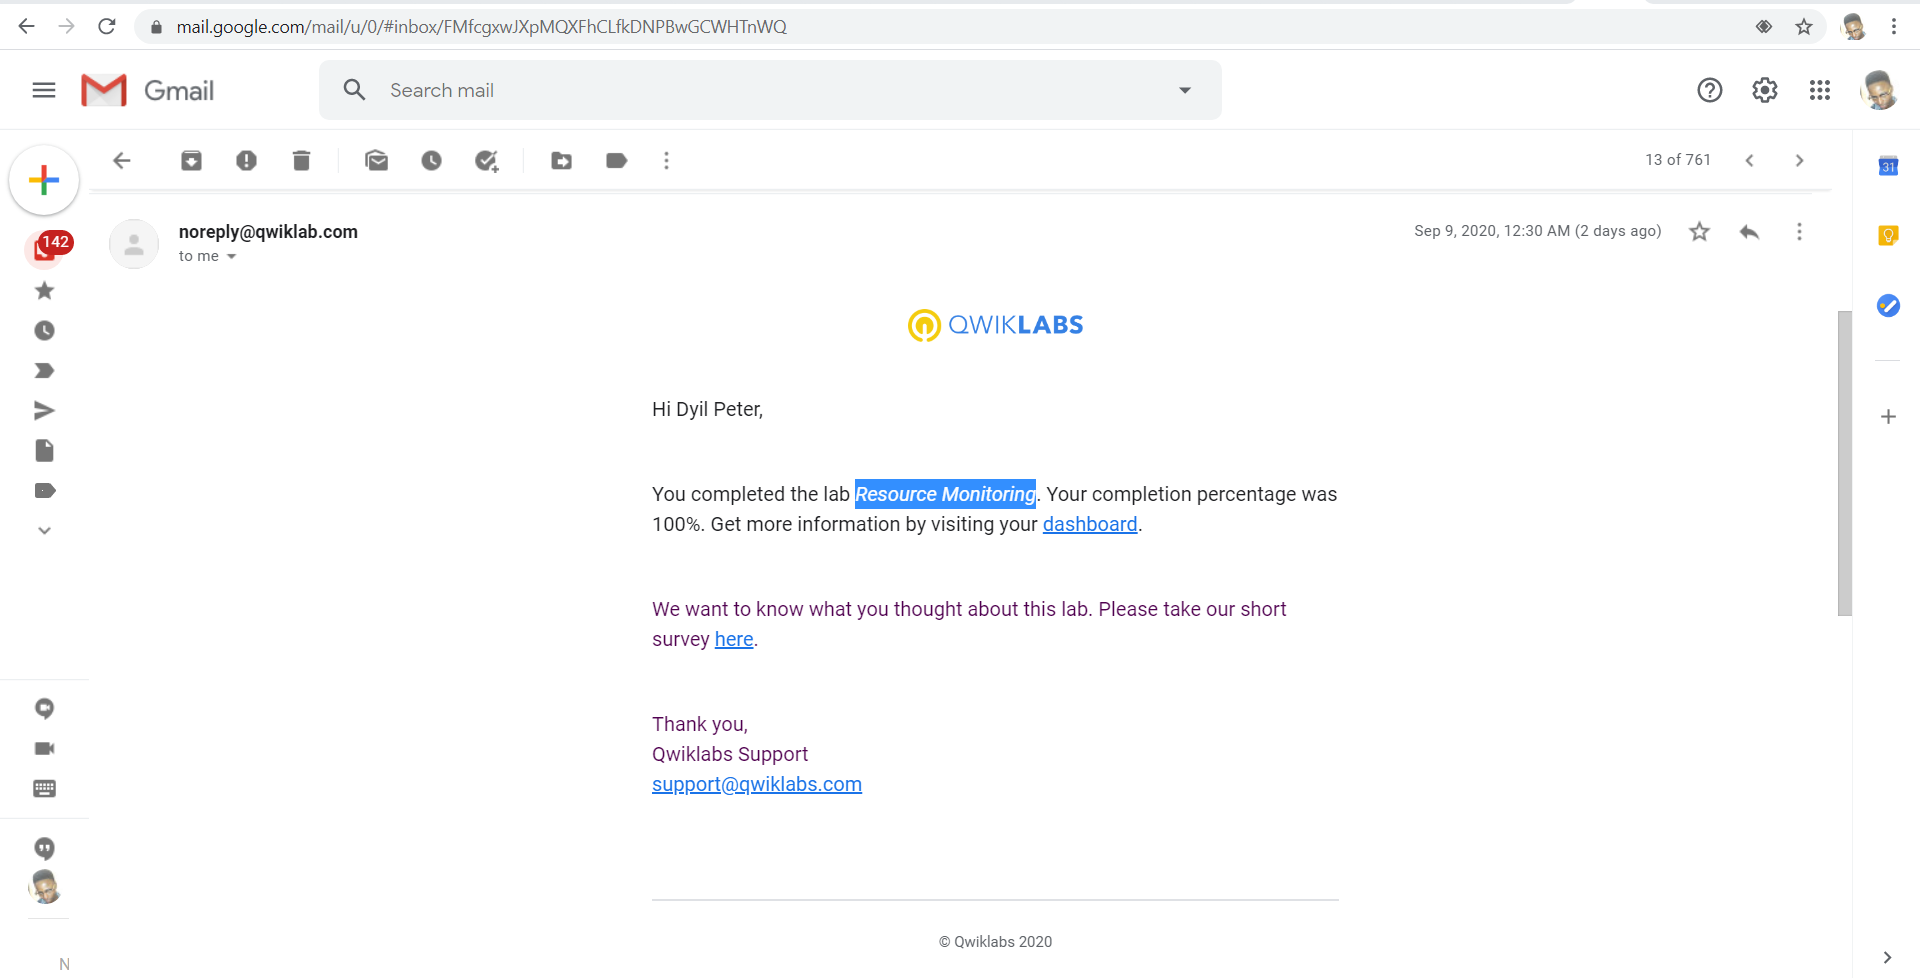 mail.google.com/mail/u/0/#inbox/FMfcgxwJXpMQXFhCLfkDNPBwGCWHTnWQ
Gmail
Search mail
13 of 761
31
142
noreply@qwiklab.com
Sep 9, 2020, 12:30 AM (2 days ago)
to me
QWIKLABS
Hi Dyil Peter,
You completed the lab Resource Monitoring. Your completion percentage was
100%. Get more information by visiting your dashboard.
We want to know what you thought about this lab. Please take our short
survey here.
Thank you,
Qwiklabs Support
support@qwiklabs.com
© Qwiklabs 2020
N